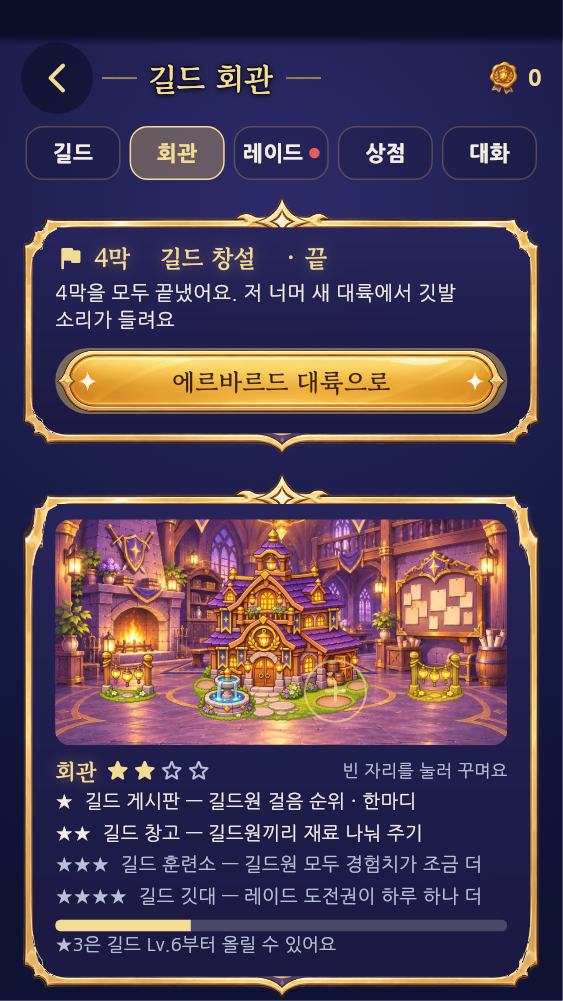 길드 회관
0
길드
회관
레이드
상점
대화
4막 길드 창설 · 끝
4막을 모두 끝냈어요. 저 너머 새 대륙에서 깃발
소리가 들려요
에르바르드 대륙으로
회관 ★★☆☆ 빈 자리를 눌러 꾸며요
★ 길드 게시판 — 길드원 걸음 순위 · 한마디
★★ 길드 창고 — 길드원끼리 재료 나눠 주기
★★★ 길드 훈련소 — 길드원 모두 경험치가 조금 더
★★★★ 길드 깃대 — 레이드 도전권이 하루 하나 더
★3은 길드 Lv.6부터 올릴 수 있어요